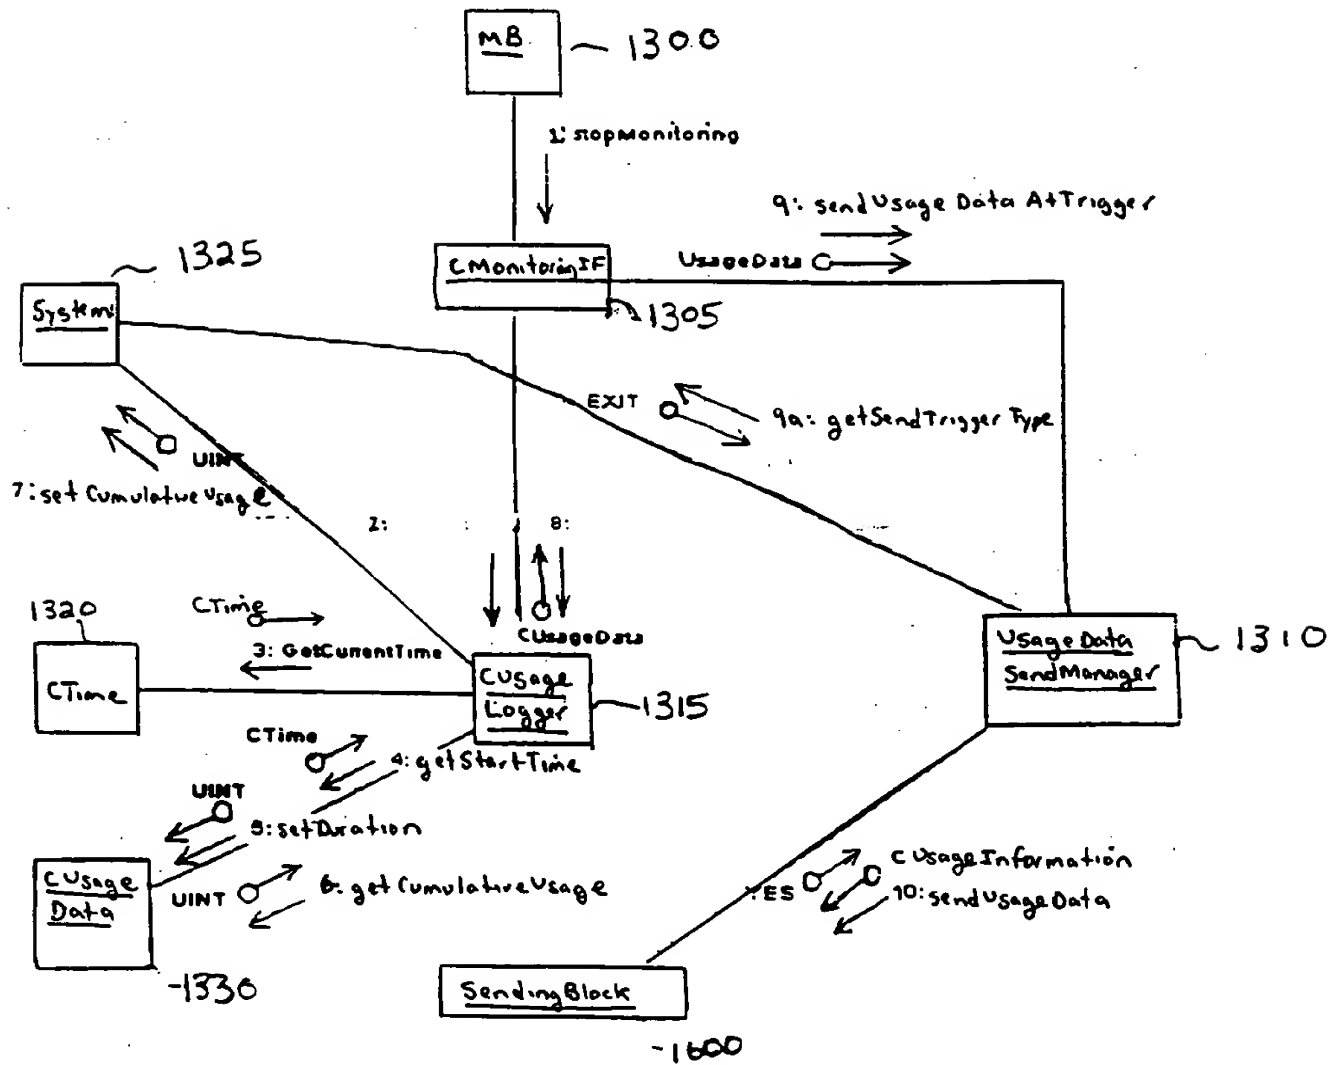 MB
1300
1: stopMonitoring
9: sendUsageDataAtTrigger
UsageData
1325
System
CMonitoringIF
1305
EXIT
9a: getSendTriggerType
UINT
7: setCumulativeUsage
2:
8:
1320
CTime
3: GetCurrentTime
CUsageData
CTime
CUsage
Logger
1315
UsageData
SendManager
1310
CTime
4: getStartTime
UINT
5: setDuration
CUsage
Data
UINT
6: getCumulativeUsage
1330
YES
CUsageInformation
10: sendUsageData
SendingBlock
1600